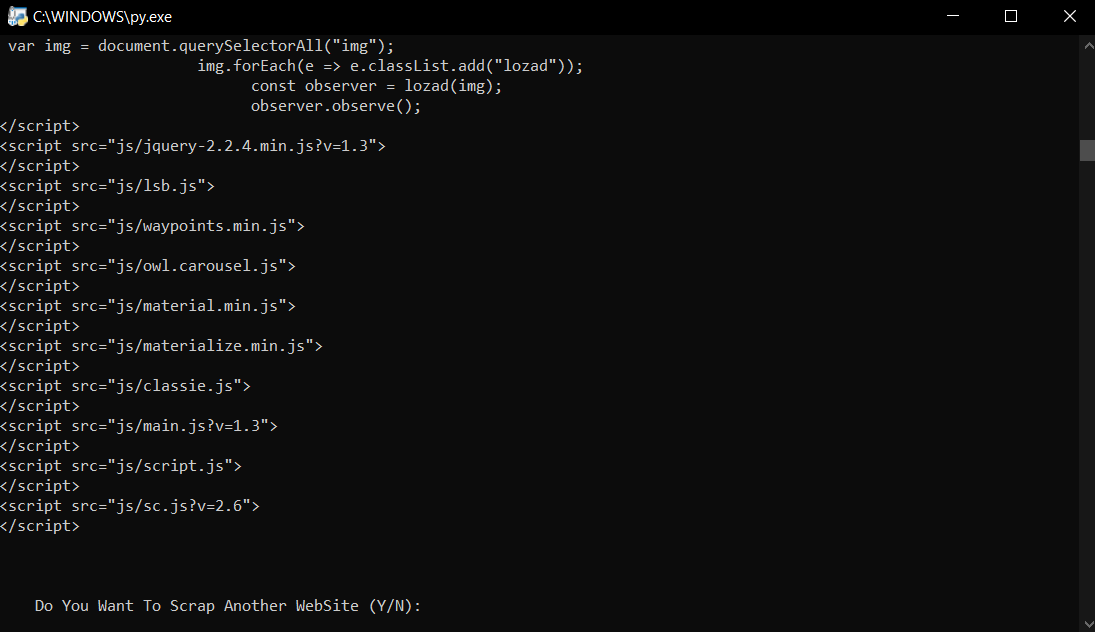 C:\WINDOWS\py.exe
var img = document.querySelectorAll("img");
img.forEach(e => e.classList.add("lozad"));
const observer = lozad(img);
observer.observe();
</script>
<script src="js/jquery-2.2.4.min.js?v=1.3">
</script>
<script src="js/lsb.js">
</script>
<script src="js/waypoints.min.js">
</script>
<script src="js/owl.carousel.js">
</script>
<script src="js/material.min.js">
</script>
<script src="js/materialize.min.js">
</script>
<script src="js/classie.js">
</script>
<script src="js/main.js?v=1.3">
</script>
<script src="js/script.js">
</script>
<script src="js/sc.js?v=2.6">
</script>
Do You Want To Scrap Another WebSite (Y/N):